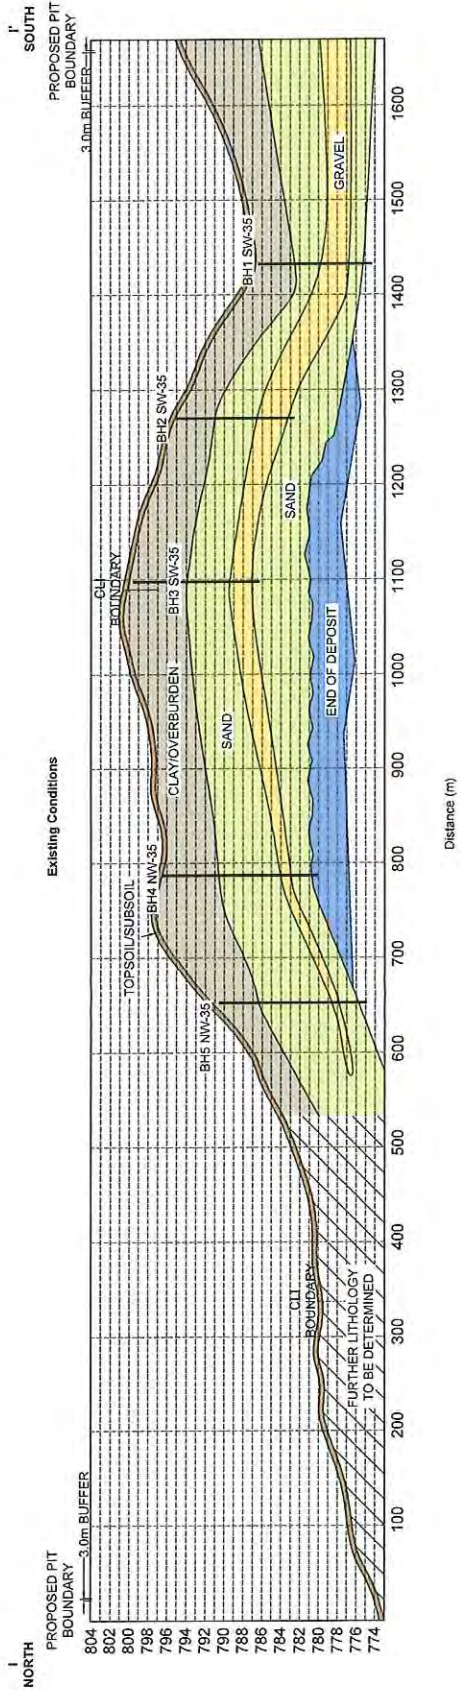 I
NORTH
I'
SOUTH
Existing Conditions
PROPOSED PIT
BOUNDARY
3.0m BUFFER
PROPOSED PIT
BOUNDARY
3.0m BUFFER
TOPSOIL/SUBSOIL
CLI
BOUNDARY
CLI
BOUNDARY
BH5 NW-35
BH4 NW-35
BH3 SW-35
BH2 SW-35
BH1 SW-35
CLAY/OVERBURDEN
SAND
SAND
GRAVEL
END OF DEPOSIT
FURTHER LITHOLOGY
TO BE DETERMINED
804
802
800
798
796
794
792
790
788
786
784
782
780
778
776
774
100
200
300
400
500
600
700
800
900
1000
1100
1200
1300
1400
1500
1600
Distance (m)